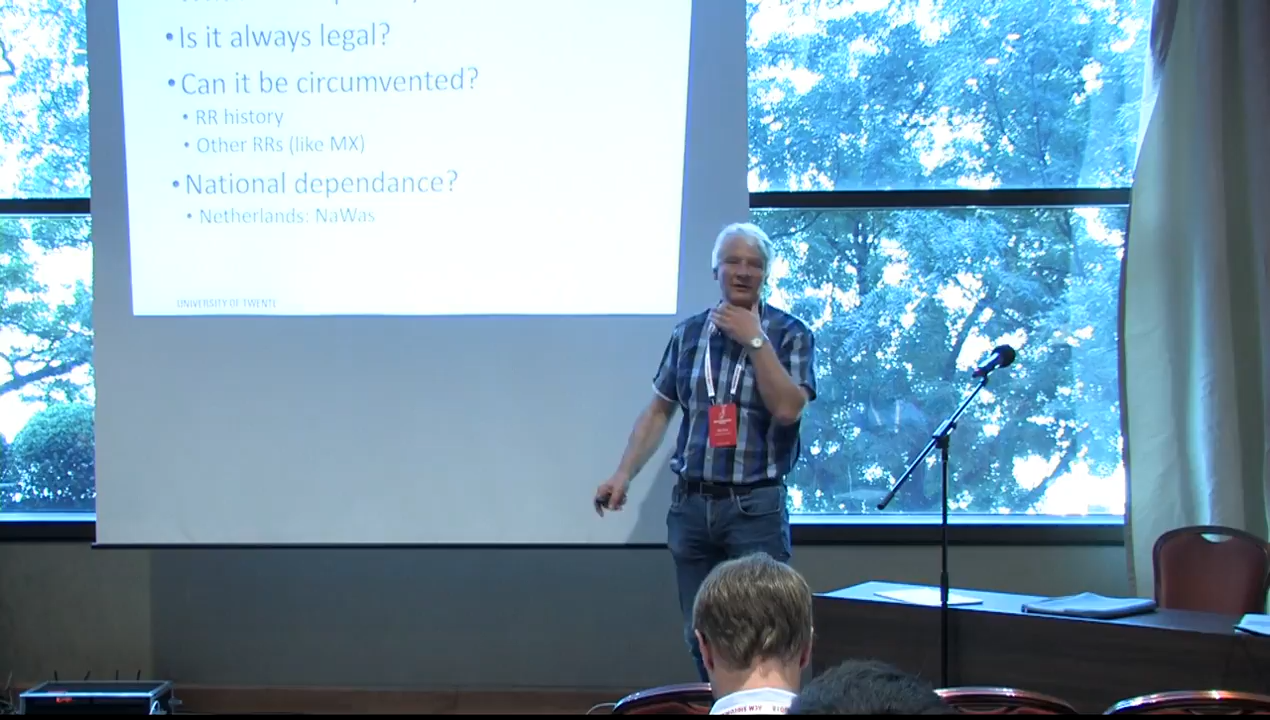 •Is it always legal?
•Can it be circumvented?
• RR history
• Other RRs (like MX)
•National dependance?
• Netherlands: NaWas
UNIVERSITY OF TWENTE